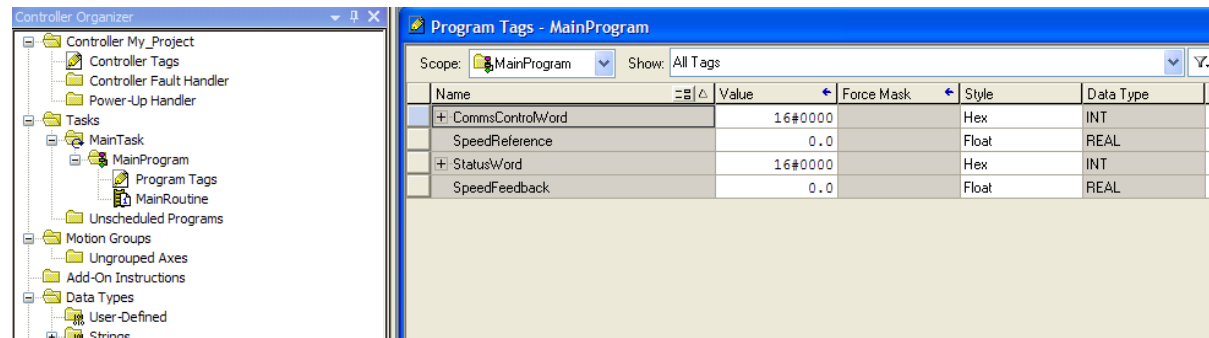 Controller Organizer
Controller My_Project
Controller Tags
Controller Fault Handler
Power-Up Handler
Tasks
MainTask
MainProgram
Program Tags
MainRoutine
Unscheduled Programs
Motion Groups
Ungrouped Axes
Add-On Instructions
Data Types
User-Defined
Strings
Program Tags - MainProgram
Scope: MainProgram Show: All Tags
Name Value Force Mask Style Data Type
CommsControlWord 16#0000 Hex INT
SpeedReference 0.0 Float REAL
StatusWord 16#0000 Hex INT
SpeedFeedback 0.0 Float REAL